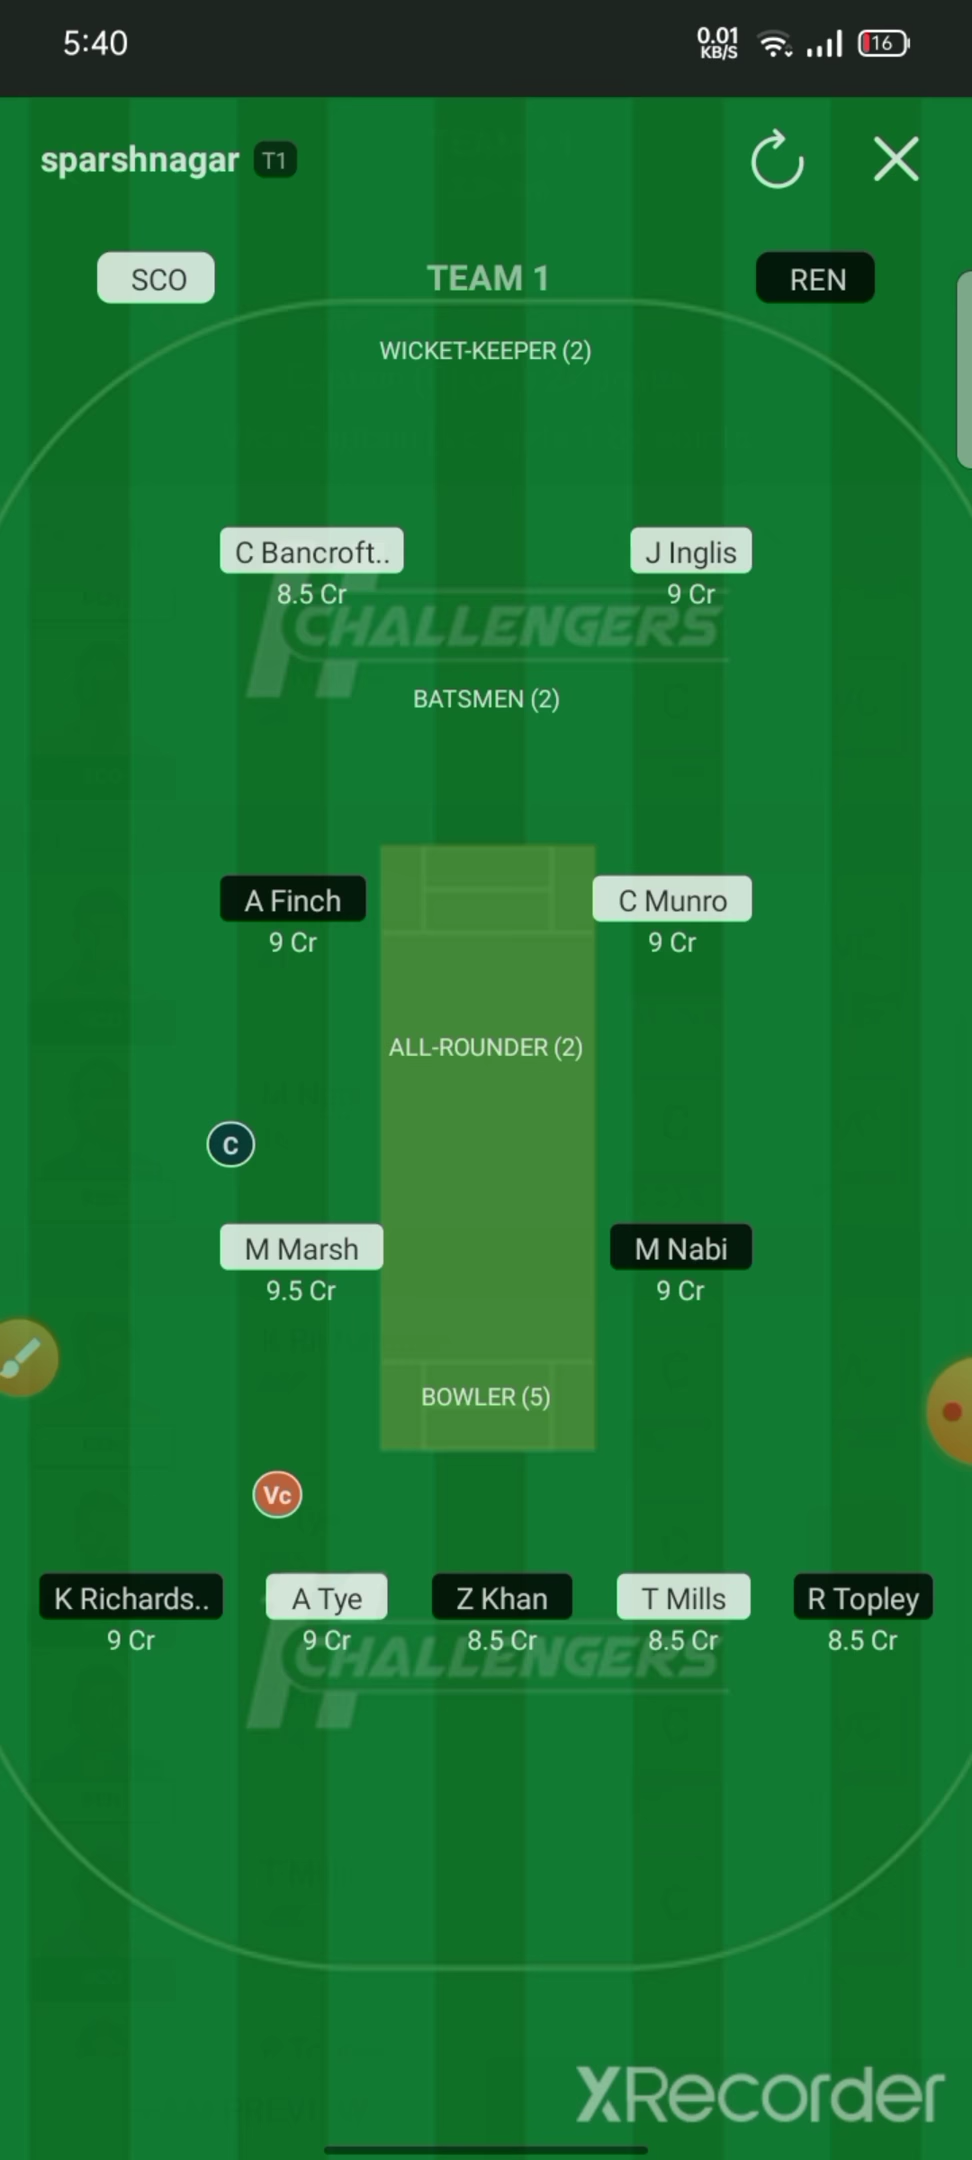 5:40
0.01 KB/S
16
sparshnagar T1
SCO TEAM 1 REN
WICKET-KEEPER (2)
C Bancroft.. J Inglis
8.5 Cr 9 Cr
CHALLENGERS
BATSMEN (2)
A Finch C Munro
9 Cr 9 Cr
ALL-ROUNDER (2)
C
M Marsh M Nabi
9.5 Cr 9 Cr
BOWLER (5)
Vc
K Richards.. A Tye Z Khan T Mills R Topley
9 Cr 9 Cr 8.5 Cr 8.5 Cr 8.5 Cr
CHALLENGERS
XRecorder